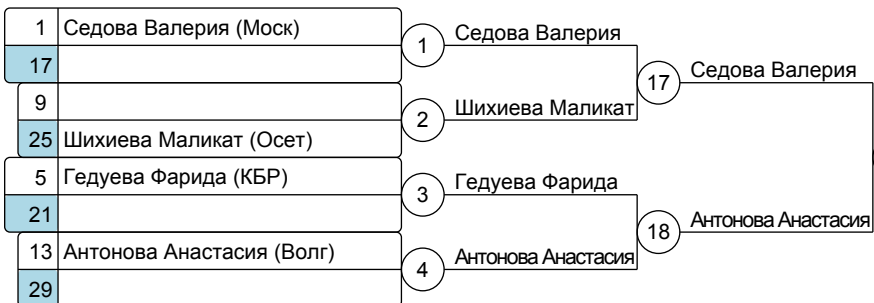 1 Седова Валерия (Моск)
17
9
25 Шихиева Маликат (Осет)
5 Гедуева Фарида (КБР)
21
13 Антонова Анастасия (Волг)
29
1 Седова Валерия
2 Шихиева Маликат
3 Гедуева Фарида
4 Антонова Анастасия
17 Седова Валерия
18 Антонова Анастасия